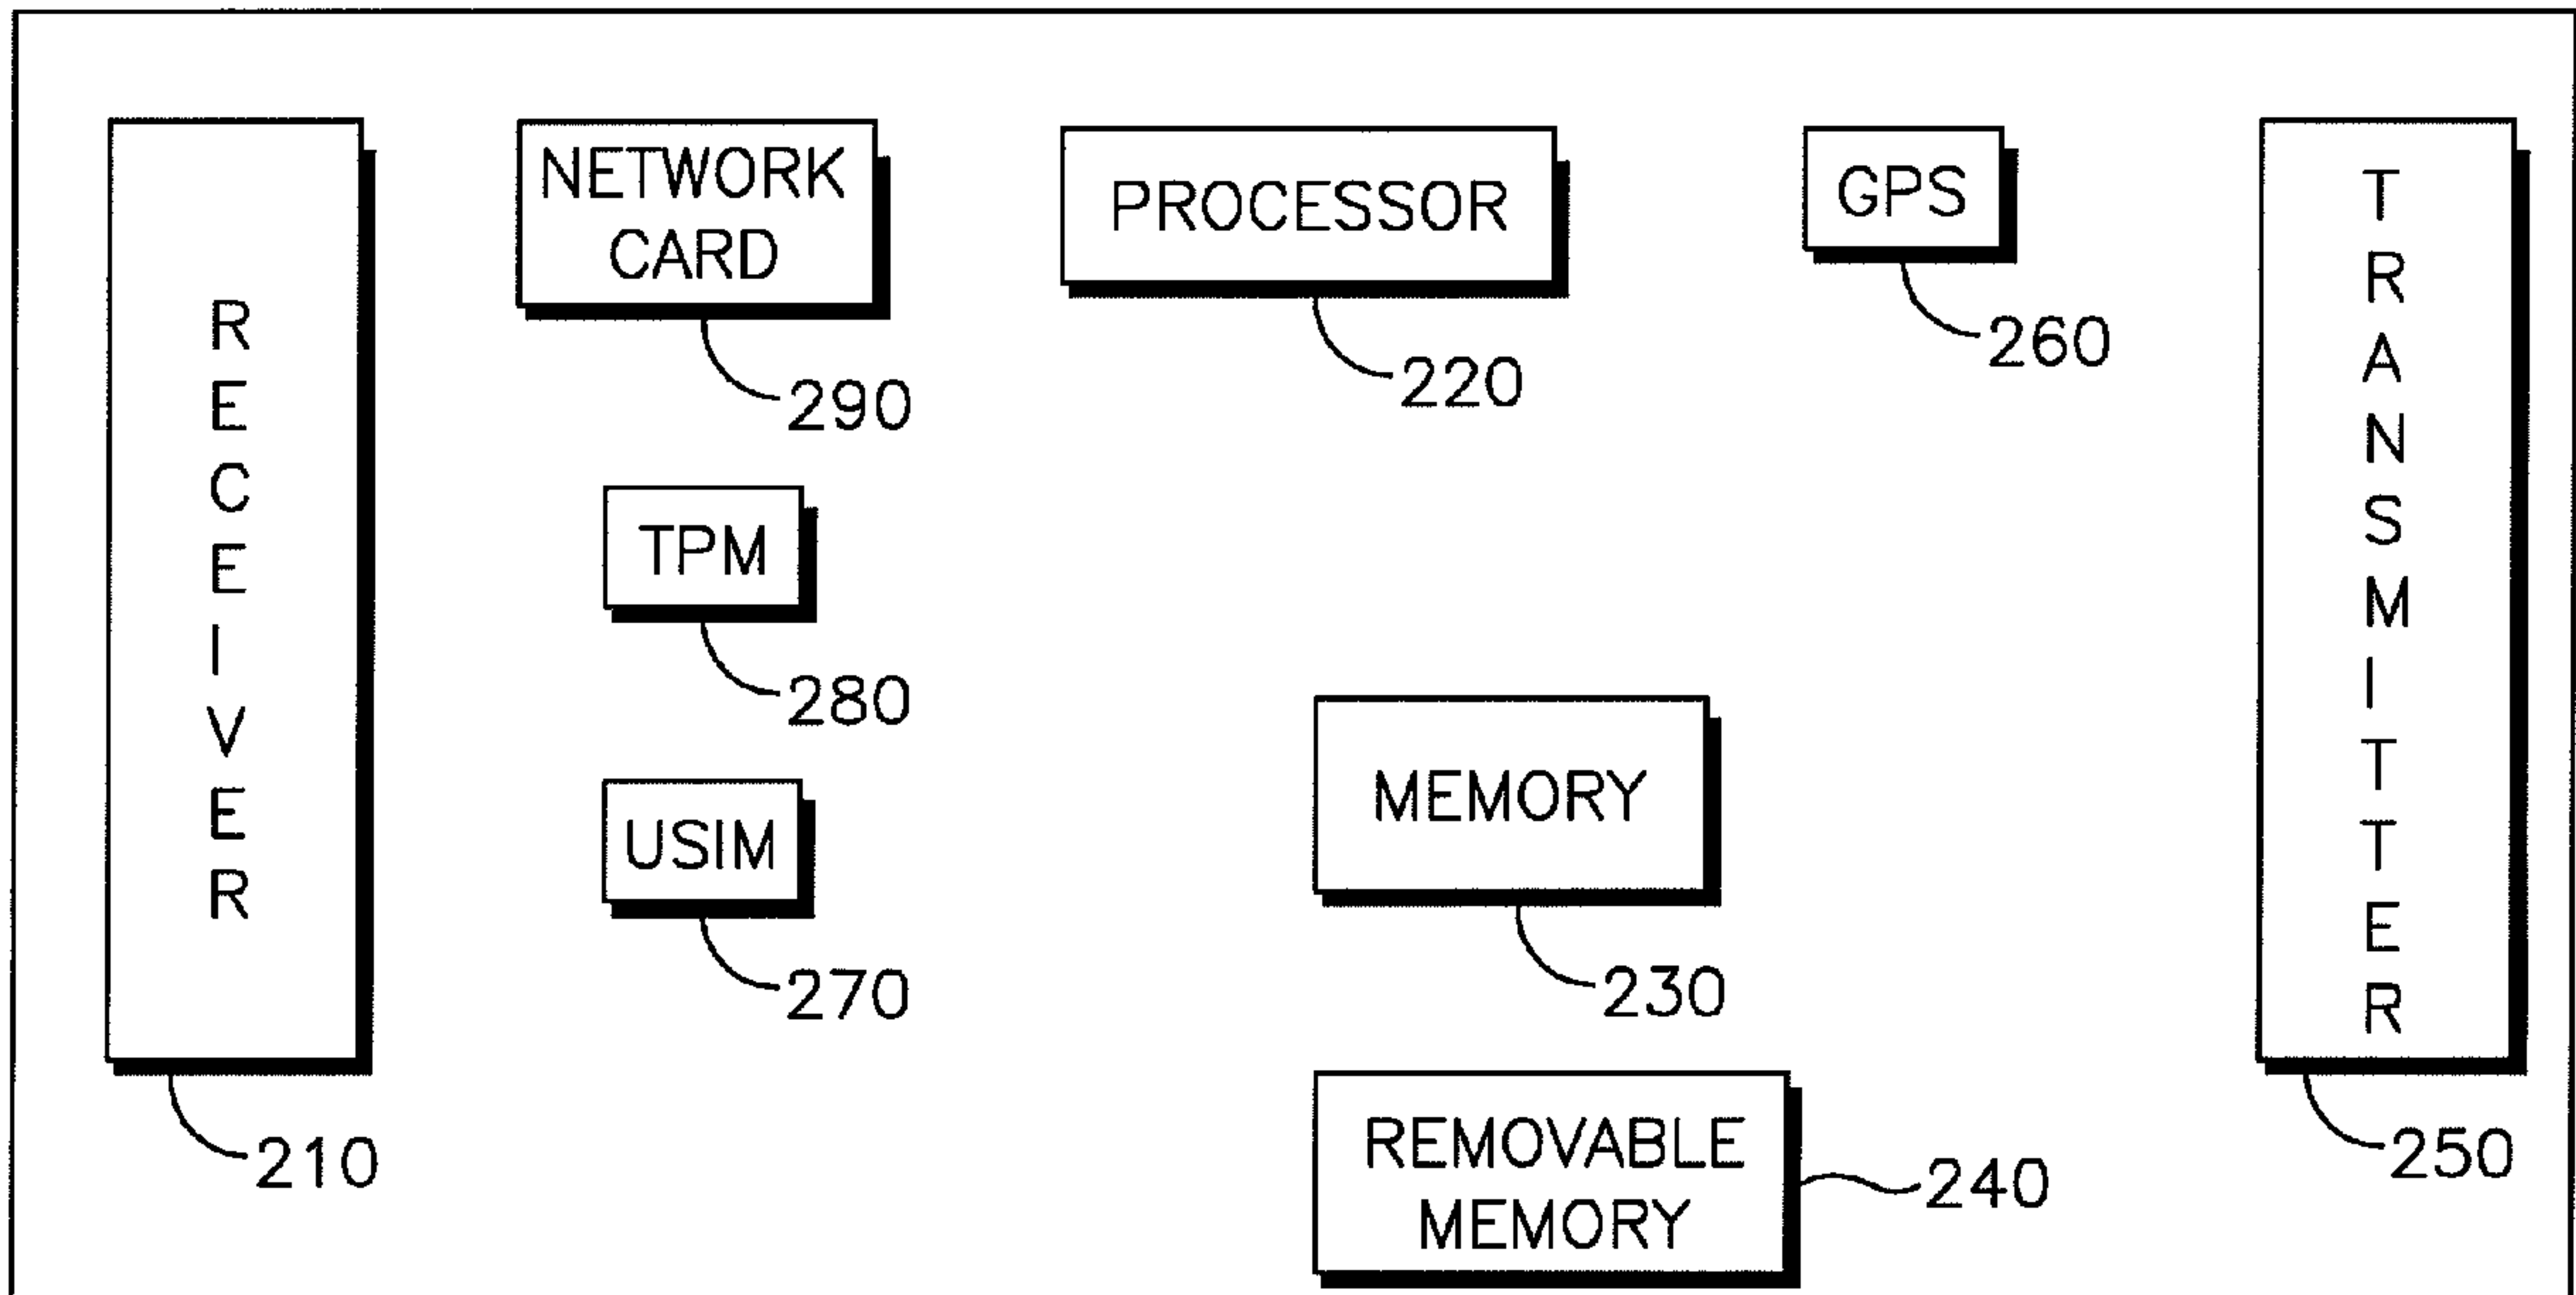 RECEIVER
210
NETWORK
CARD
290
TPM
280
USIM
270
PROCESSOR
220
MEMORY
230
REMOVABLE
MEMORY
240
GPS
260
TRANSMITTER
250